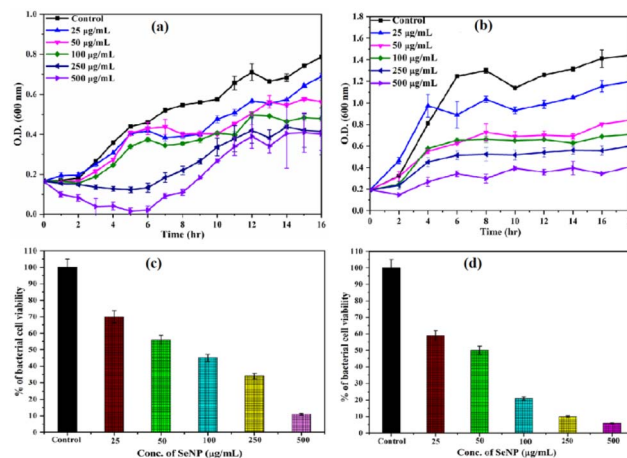 (a)
Control
25 µg/mL
50 µg/mL
100 µg/mL
250 µg/mL
500 µg/mL
O.D. (600 nm)
0.8
0.6
0.4
0.2
0.0
0 2 4 6 8 10 12 14 16
Time (hr)
(b)
Control
25 µg/mL
50 µg/mL
100 µg/mL
250 µg/mL
500 µg/mL
O.D. (600 nm)
1.8
1.6
1.4
1.2
1.0
0.8
0.6
0.4
0.2
0.0
0 2 4 6 8 10 12 14 16
Time (hr)
(c)
% of bacterial cell viability
110
100
90
80
70
60
50
40
30
20
10
0
Control 25 50 100 250 500
Conc. of SeNP (µg/mL)
(d)
% of bacterial cell viability
110
100
90
80
70
60
50
40
30
20
10
0
Control 25 50 100 250 500
Conc. of SeNP (µg/mL)